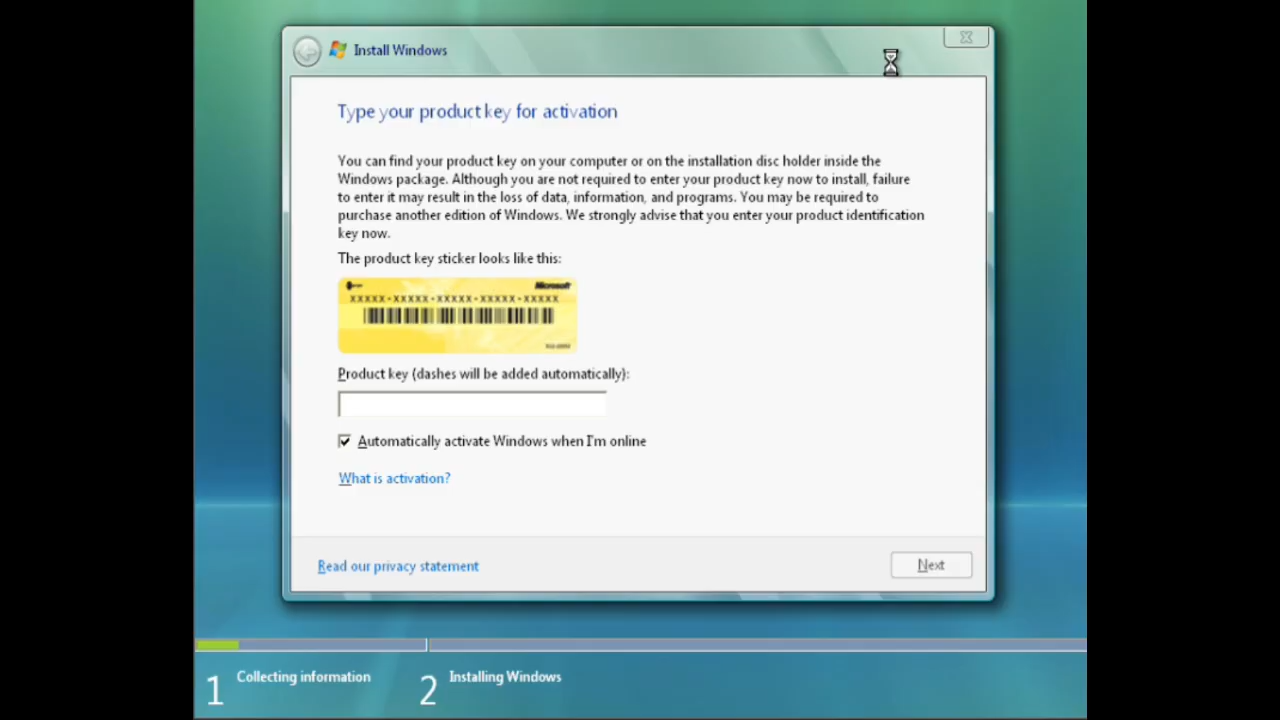 Install Windows
Type your product key for activation
You can find your product key on your computer or on the installation disc holder inside the
Windows package. Although you are not required to enter your product key now to install, failure
to enter it may result in the loss of data, information, and programs. You may be required to
purchase another edition of Windows. We strongly advise that you enter your product identification
key now.
The product key sticker looks like this:
Microsoft
XXXXX-XXXXX-XXXXX-XXXXX-XXXXX
Product key (dashes will be added automatically):
Automatically activate Windows when I'm online
What is activation?
Read our privacy statement
Next
1 Collecting information
2 Installing Windows